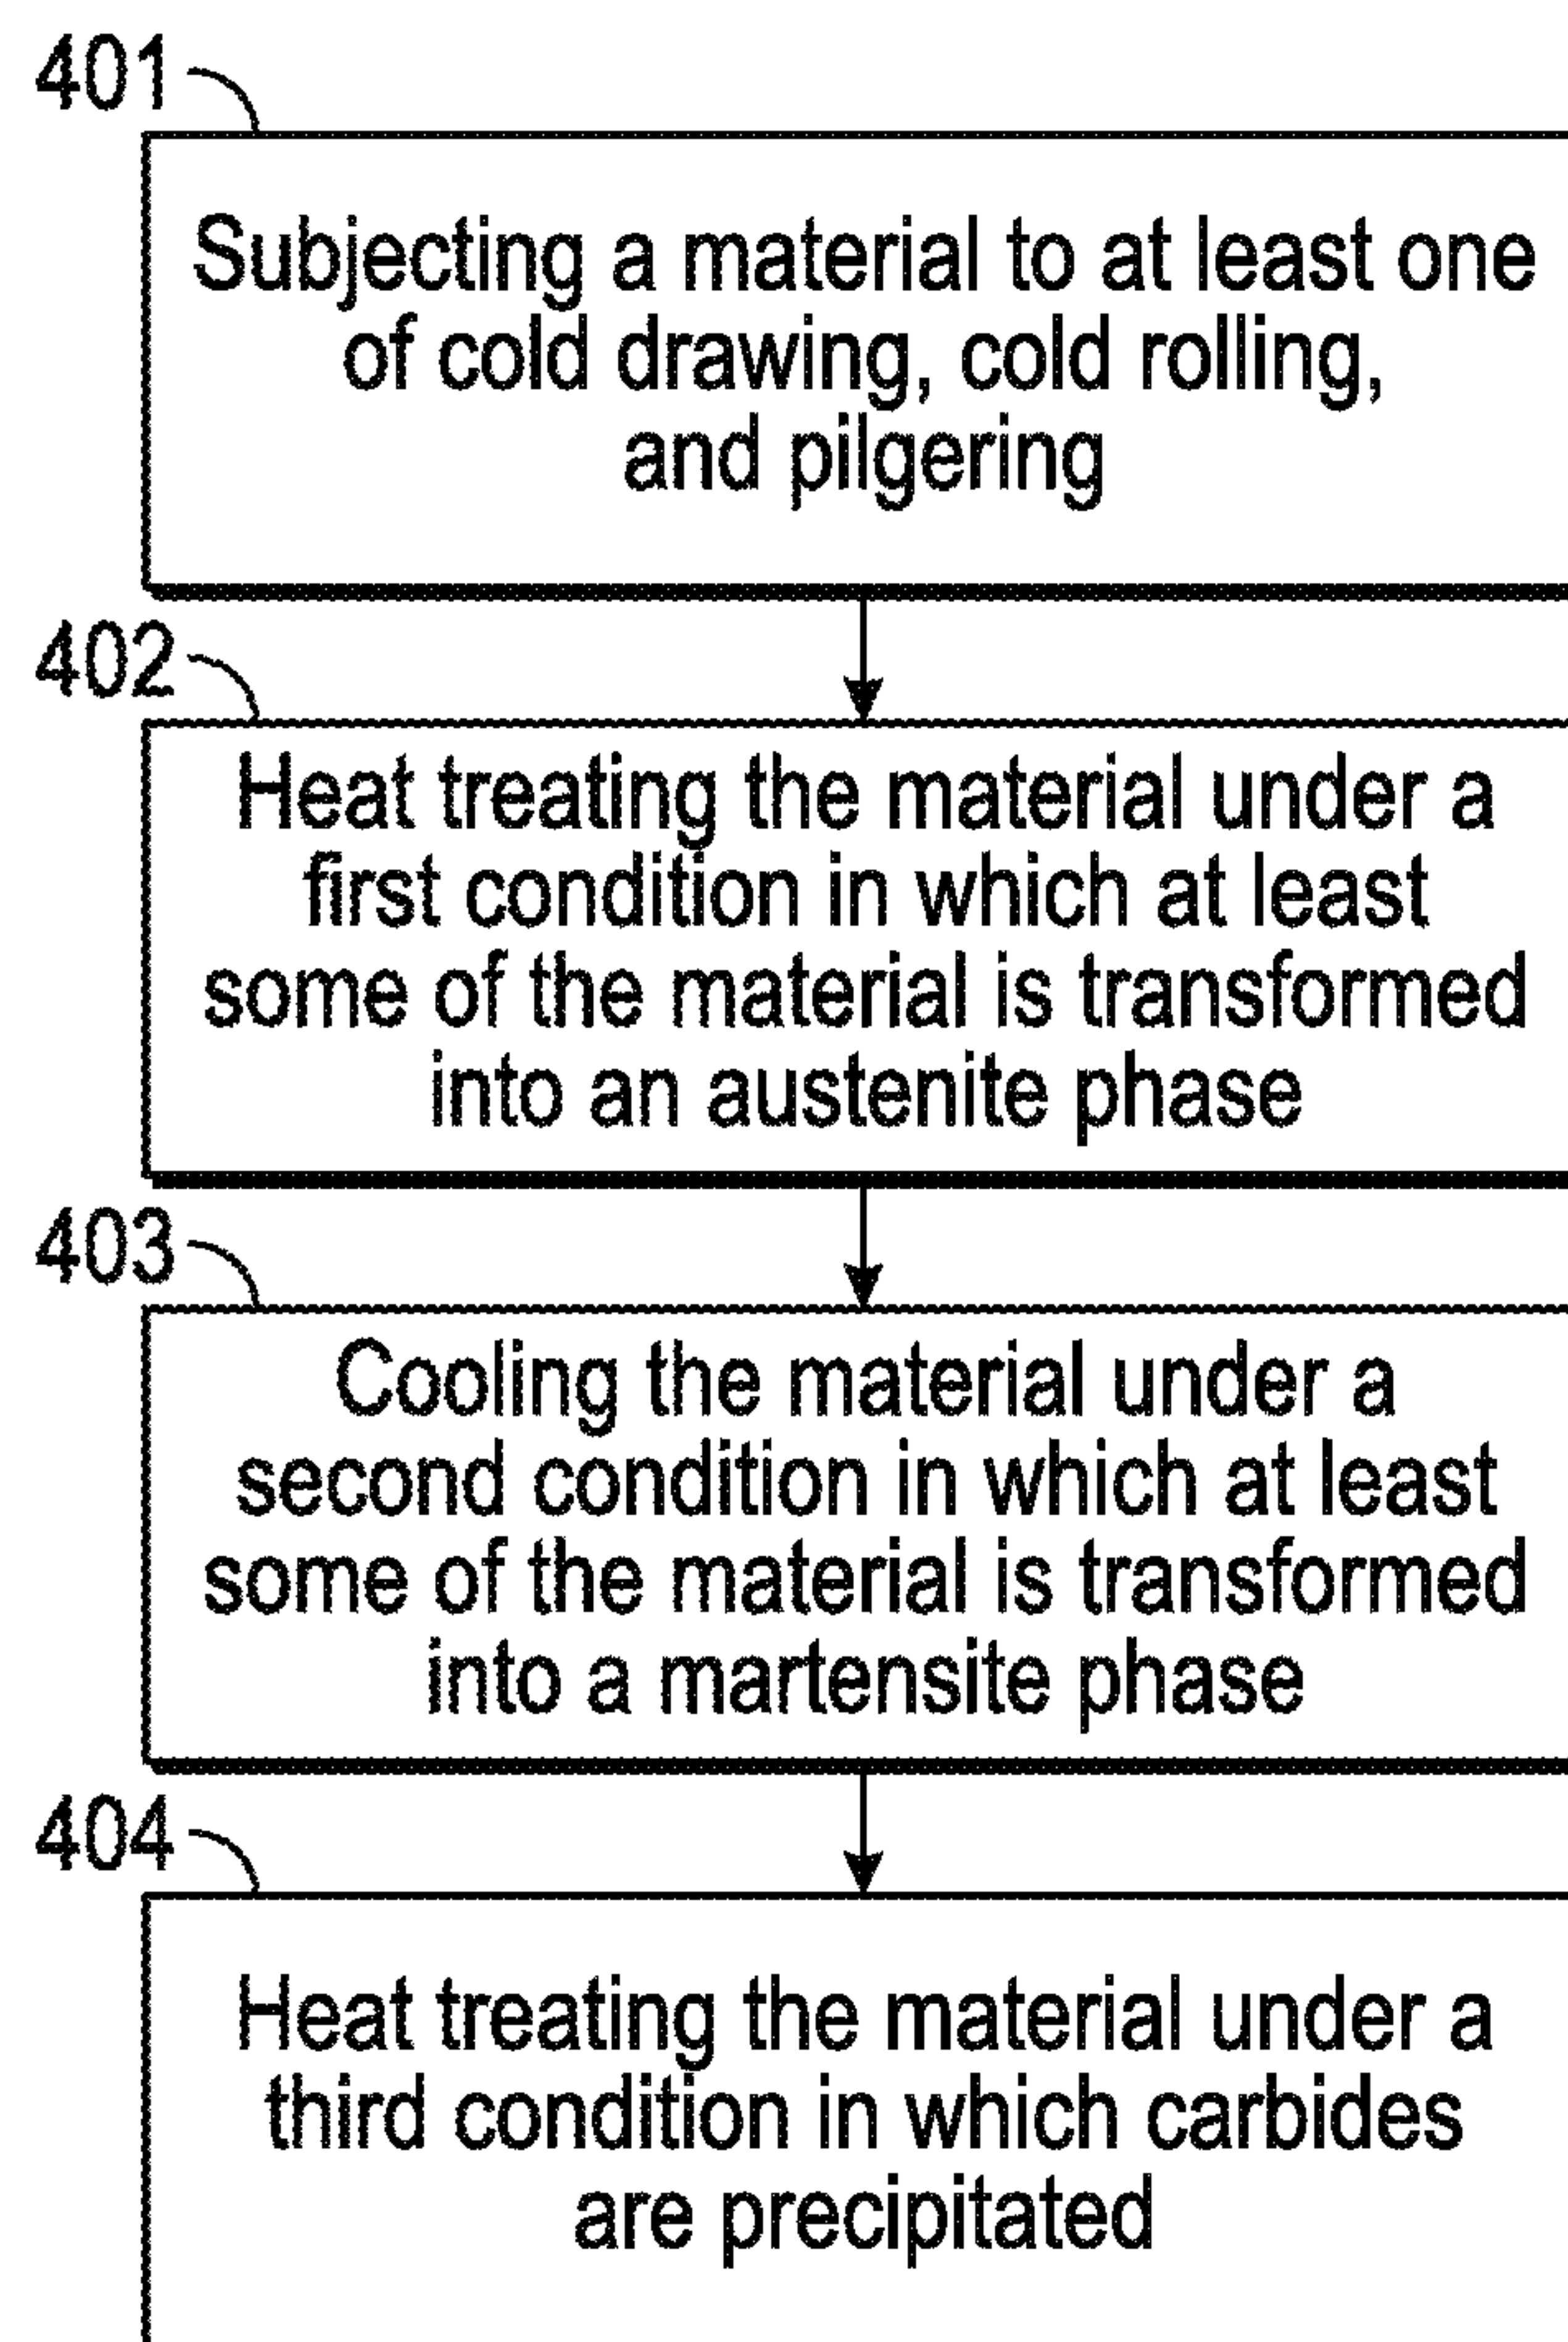 401
Subjecting a material to at least one
of cold drawing, cold rolling,
and pilgering
402
Heat treating the material under a
first condition in which at least
some of the material is transformed
into an austenite phase
403
Cooling the material under a
second condition in which at least
some of the material is transformed
into a martensite phase
404
Heat treating the material under a
third condition in which carbides
are precipitated